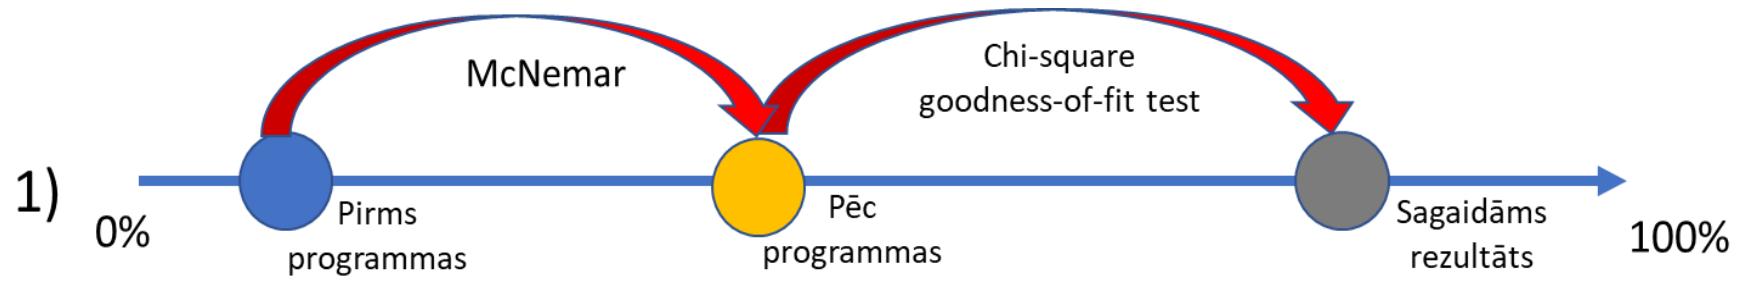 McNemar
Chi-square
goodness-of-fit test
1)
0%
Pirms
programmas
Pēc
programmas
Sagaidāms
rezultāts
100%